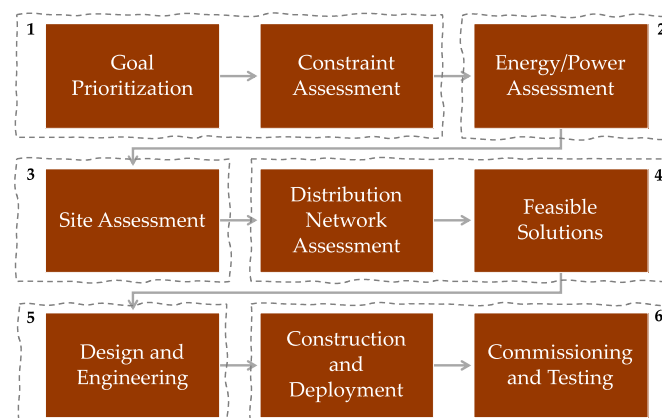 1
Goal
Prioritization
Constraint
Assessment
2
Energy/Power
Assessment
3
Site Assessment
Distribution
Network
Assessment
4
Feasible
Solutions
5
Design and
Engineering
Construction
and
Deployment
6
Commissioning
and Testing